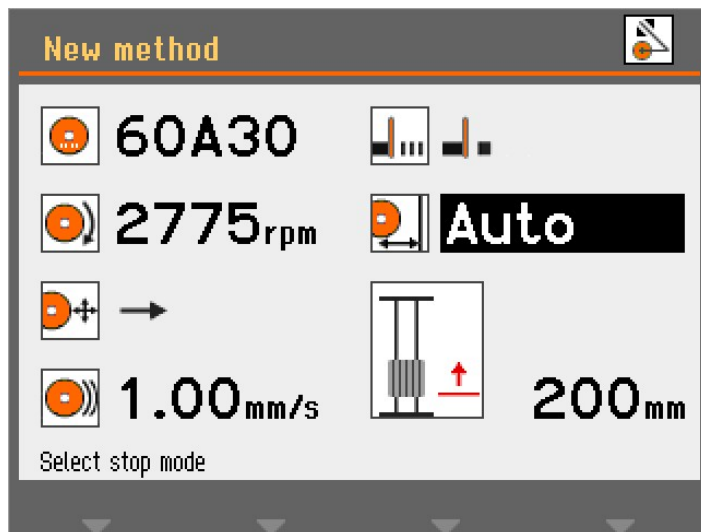 New method
60A30
2775rpm
Auto
1.00mm/s
200mm
Select stop mode